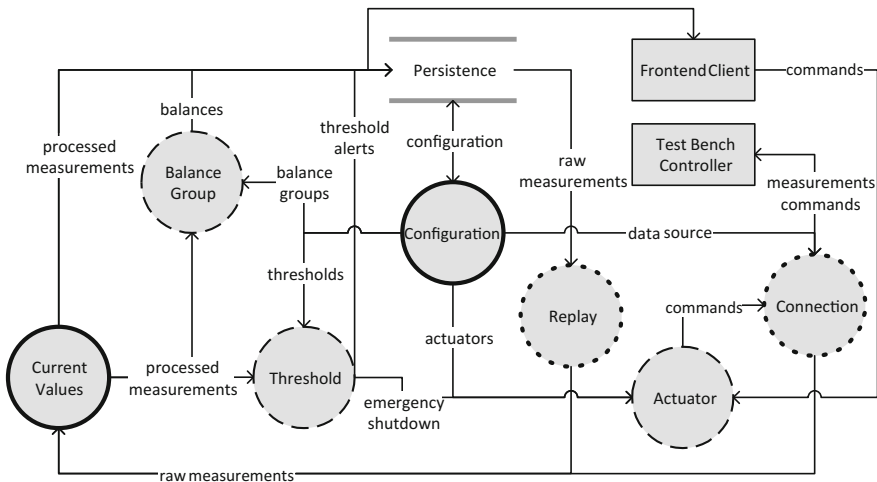 Persistence
Frontend Client
commands
balances
processed
measurements
threshold
alerts
configuration
Test Bench
Controller
Balance
Group
balance
groups
raw
measurements
measurements
commands
Configuration
data source
thresholds
Replay
commands
Connection
actuators
Current
Values
processed
measurements
Threshold
emergency
shutdown
Actuator
raw measurements